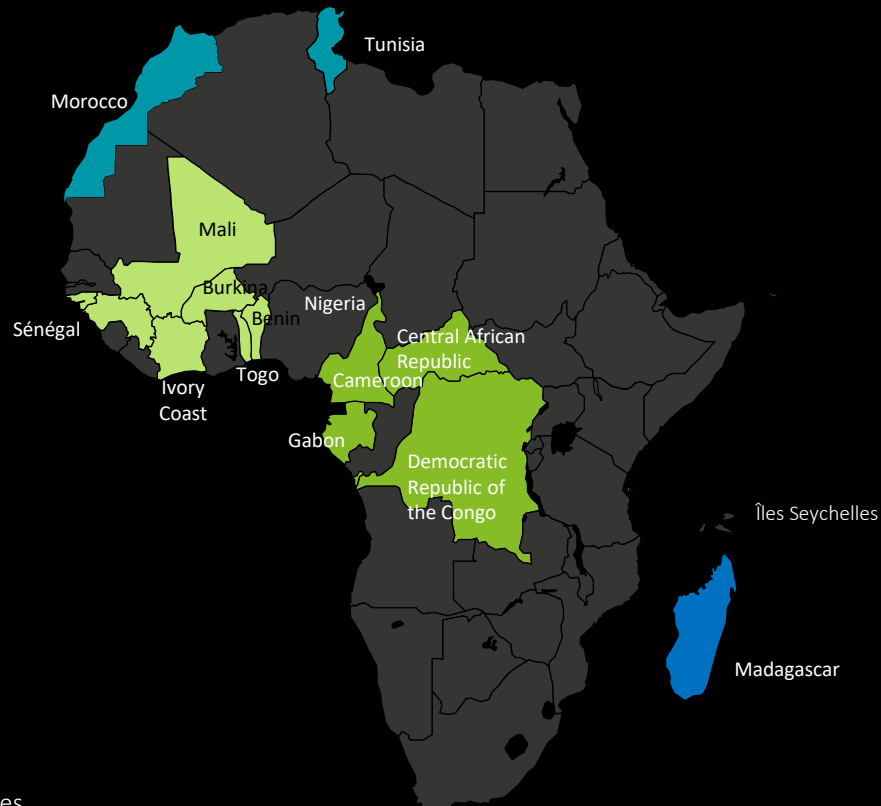 Tunisia
Morocco
Mali
Burkina
Nigeria
Benin
Sénégal
Central African
Republic
Togo
Cameroon
Ivory
Coast
Gabon
Democratic
Republic of
the Congo
Îles Seychelles
Madagascar
es